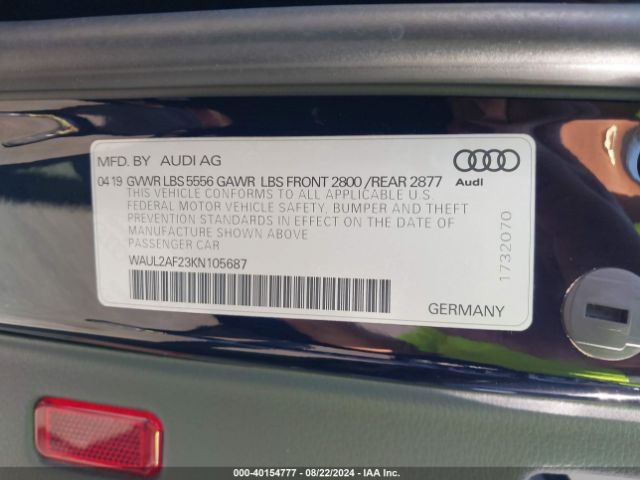 MFD. BY AUDI AG
Audi
04 19 GVWR LBS 5556 GAWR LBS FRONT 2800 /REAR 2877
THIS VEHICLE CONFORMS TO ALL APPLICABLE U S
FEDERAL MOTOR VEHICLE SAFETY, BUMPER AND THEFT
PREVENTION STANDARDS IN EFFECT ON THE DATE OF
MANUFACTURE SHOWN ABOVE
PASSENGER CAR
WAUL2AF23KN105687
1732070
GERMANY
000-40154777 - 08/22/2024 - IAAI.COM